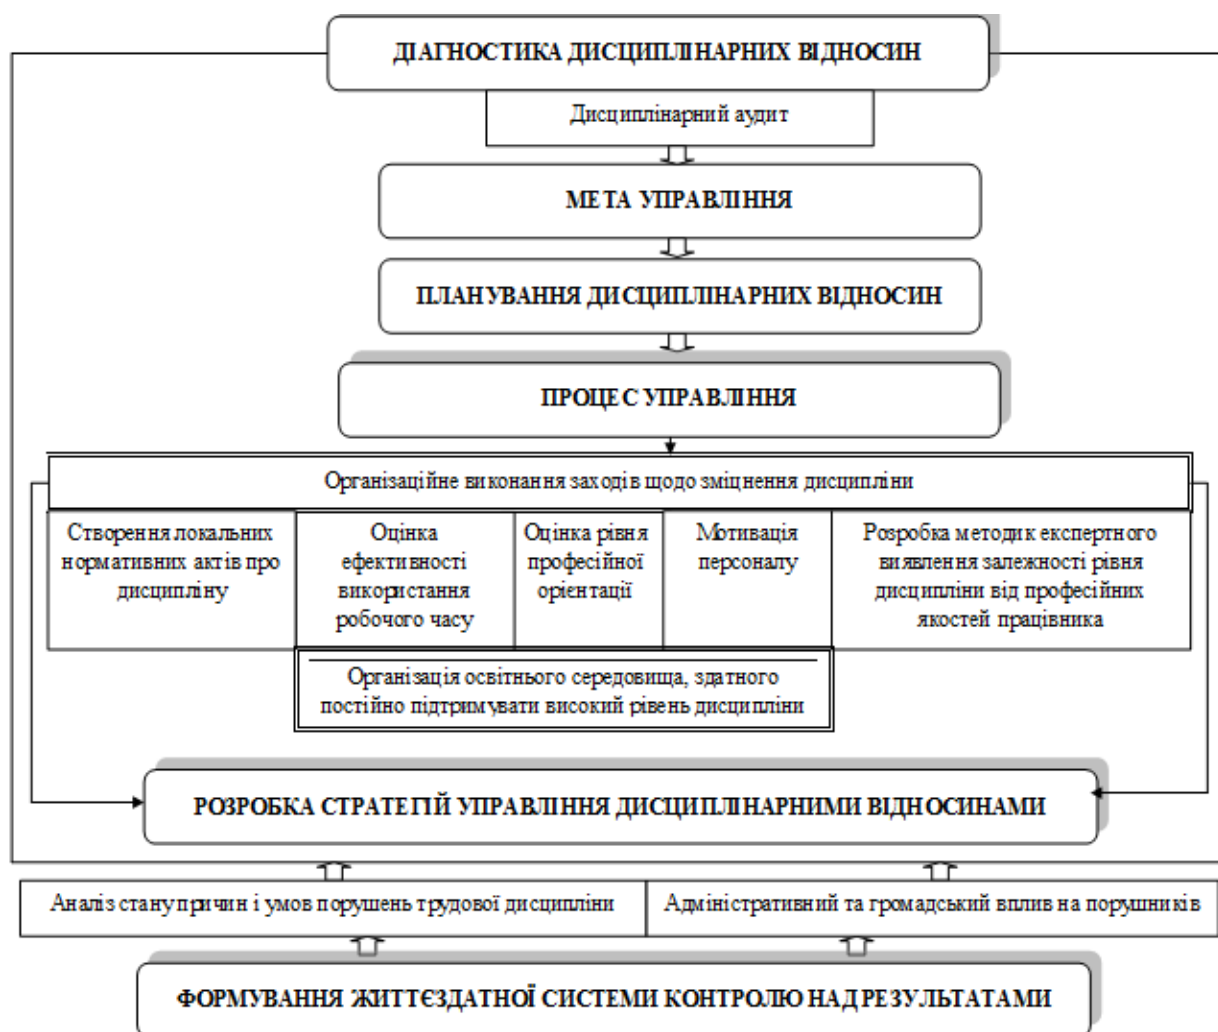 ДІАГНОСТИКА ДИСЦИПЛІНАРНИХ ВІДНОСИН
Дисциплінарний аудит
МЕТА УПРАВЛІННЯ
ПЛАНУВАННЯ ДИСЦИПЛІНАРНИХ ВІДНОСИН
ПРОЦЕС УПРАВЛІННЯ
Організаційне виконання заходів щодо зміцнення дисципліни
Створення локальних
нормативних актів про
дисципліну
Оцінка
ефективності
використання
робочого часу
Оцінка рівня
професійної
орієнтації
Мотивація
персоналу
Розробка методик експертного
виявлення залежності рівня
дисципліни від професійних
якостей працівника
Організація освітнього середовища, здатного
постійно підтримувати високий рівень дисципліни
РОЗРОБКА СТРАТЕГІЙ УПРАВЛІННЯ ДИСЦИПЛІНАРНИМИ ВІДНОСИНАМИ
Аналіз стану причин і умов порушень трудової дисципліни
Адміністративний та громадський вплив на порушників
ФОРМУВАННЯ ЖИТТЄЗДАТНОЇ СИСТЕМИ КОНТРОЛЮ НАД РЕЗУЛЬТАТАМИ